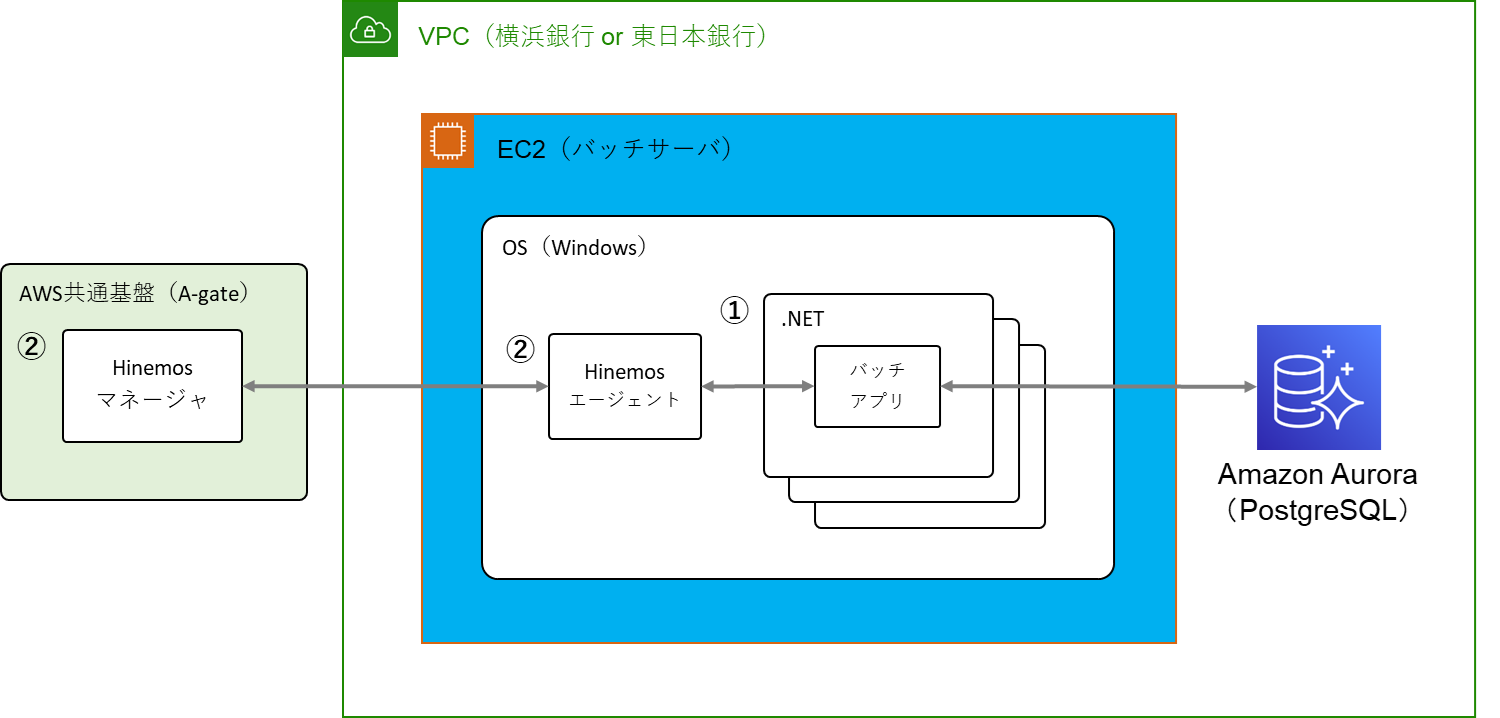 VPC（横浜銀行 or 東日本銀行）
EC2（バッチサーバ）
OS（Windows）
AWS共通基盤（A-gate）
②
Hinemos
マネージャ
②
Hinemos
エージェント
①
.NET
バッチ
アプリ
Amazon Aurora
（PostgreSQL）